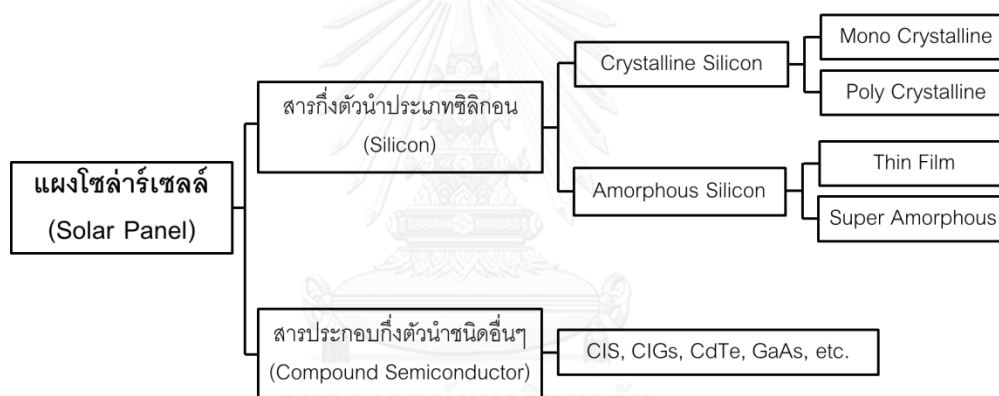 แผงโซล่าร์เซลล์
(Solar Panel)
สารกึ่งตัวนำประเภทซิลิกอน
(Silicon)
Crystalline Silicon
Mono Crystalline
Poly Crystalline
Amorphous Silicon
Thin Film
Super Amorphous
สารประกอบกึ่งตัวนำชนิดอื่นๆ
(Compound Semiconductor)
CIS, CIGs, CdTe, GaAs, etc.